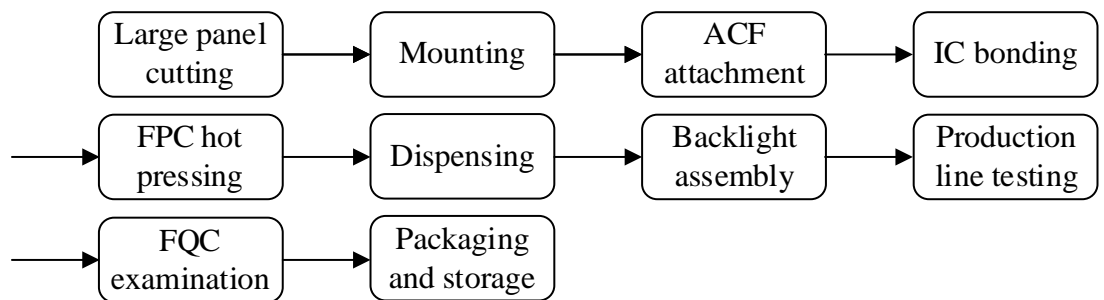 Large panel
cutting
Mounting
ACF
attachment
IC bonding
FPC hot
pressing
Dispensing
Backlight
assembly
Production
line testing
FQC
examination
Packaging
and storage